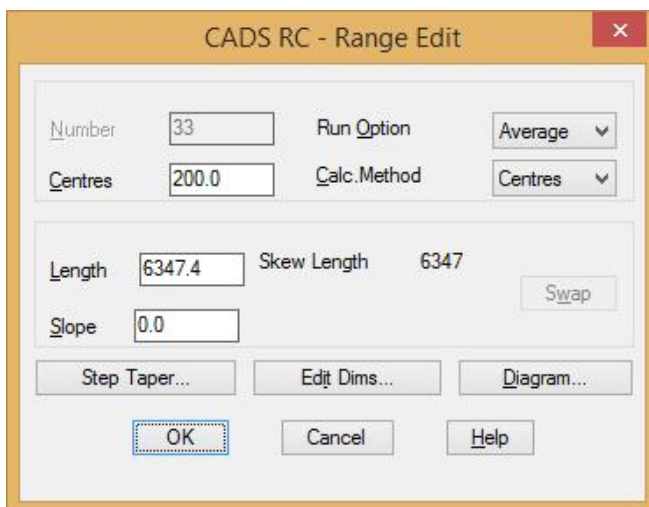 CADS RC - Range Edit
Number 33 Run Option Average
Centres 200.0 Calc.Method Centres
Length 6347.4 Skew Length 6347
Swap
Slope 0.0
Step Taper... Edit Dims... Diagram...
OK Cancel Help